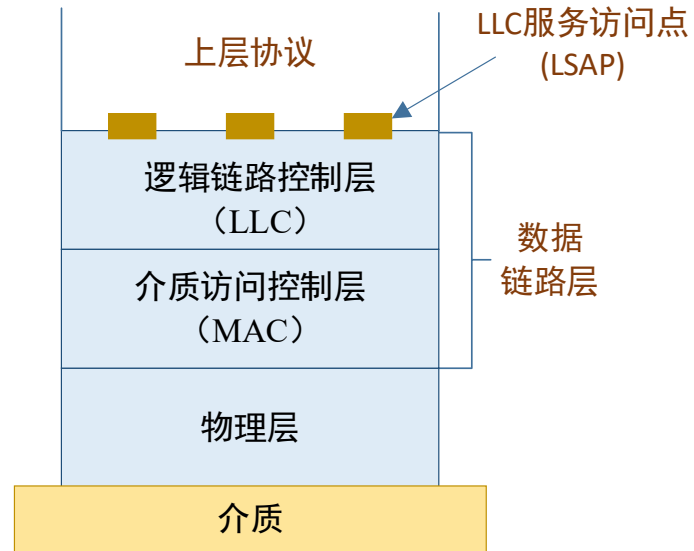 上层协议
LLC服务访问点
(LSAP)
逻辑链路控制层
（LLC）
介质访问控制层
（MAC）
数据
链路层
物理层
介质